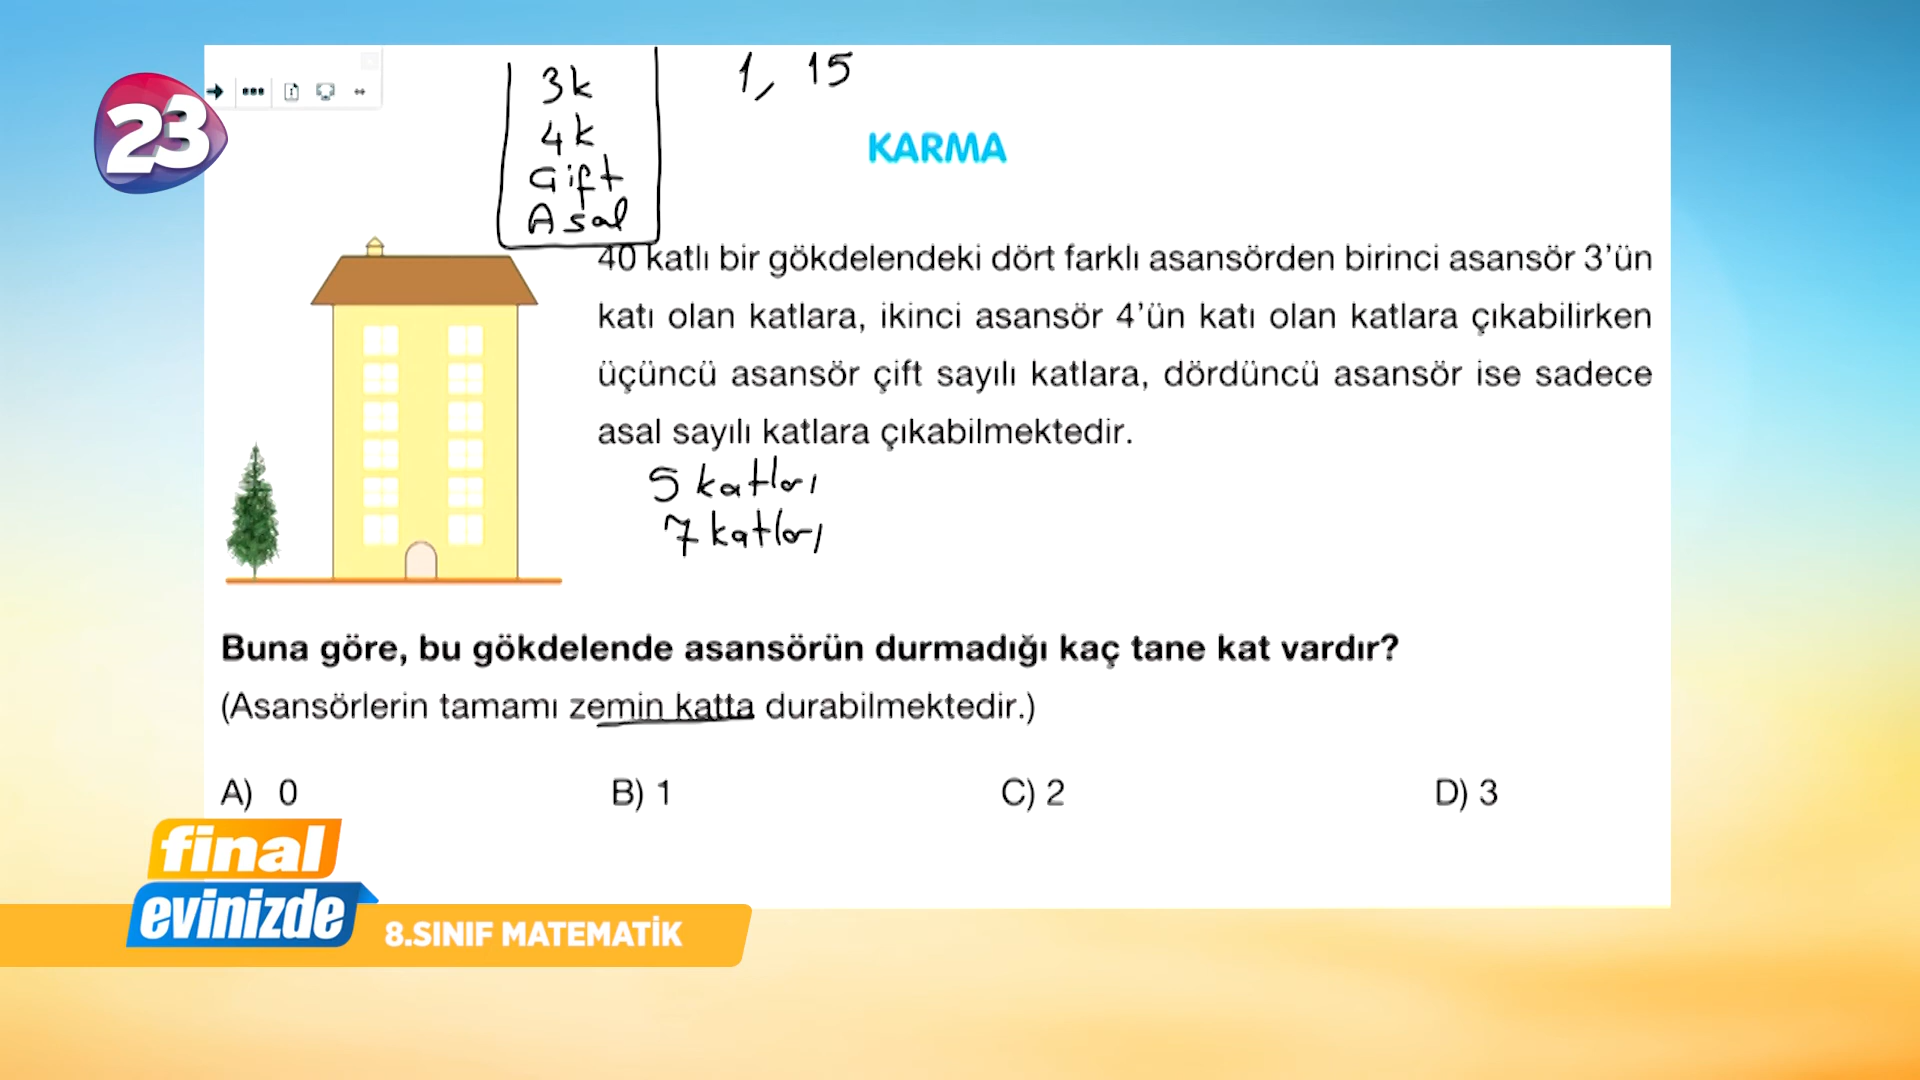 23
3k
4k
Çift
Asal
1, 15
KARMA
40 katlı bir gökdelendeki dört farklı asansörden birinci asansör 3'ün
katı olan katlara, ikinci asansör 4'ün katı olan katlara çıkabilirken
üçüncü asansör çift sayılı katlara, dördüncü asansör ise sadece
asal sayılı katlara çıkabilmektedir.
5 katları
7 katları
Buna göre, bu gökdelende asansörün durmadığı kaç tane kat vardır?
(Asansörlerin tamamı zemin katta durabilmektedir.)
A) 0
B) 1
C) 2
D) 3
final
evinizde
8.SINIF MATEMATİK